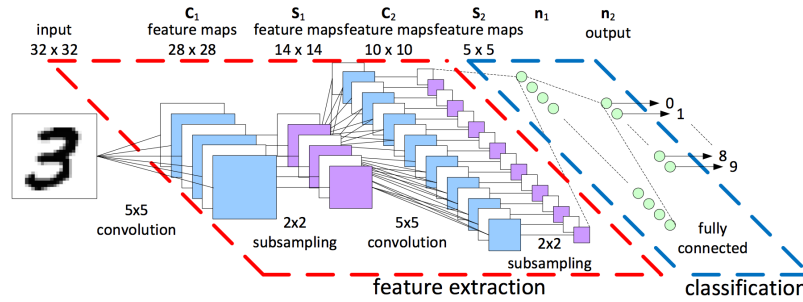 input
32 x 32
C1
feature maps
28 x 28
S1
feature maps
14 x 14
C2
feature maps
10 x 10
S2
feature maps
5 x 5
n1
n2
output
3
0
1
8
9
5x5
convolution
2x2
subsampling
5x5
convolution
2x2
subsampling
fully
connected
feature extraction
classification